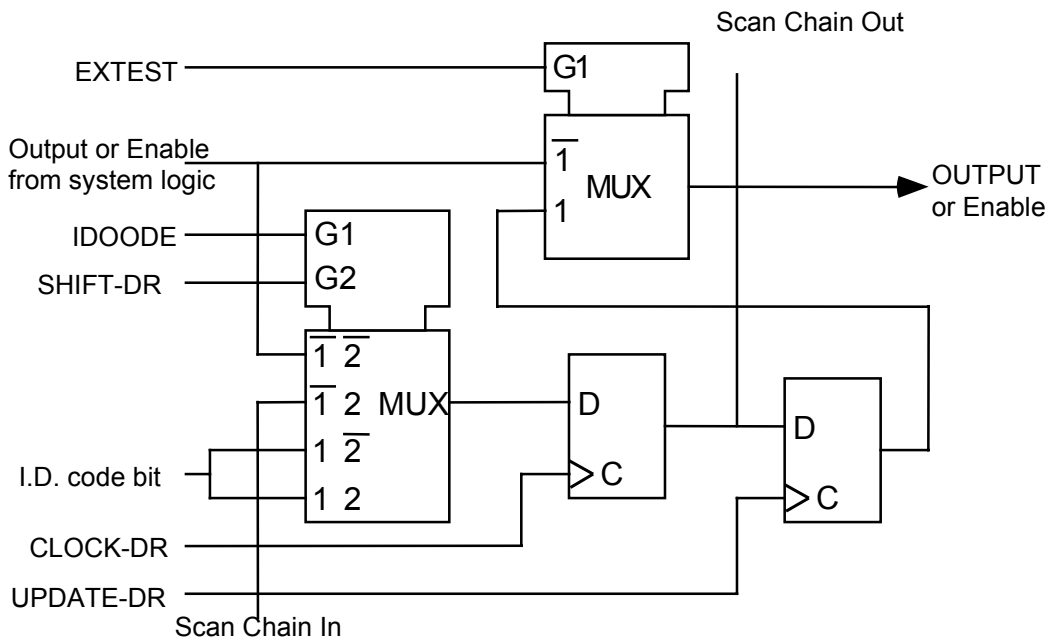 Scan Chain Out
EXTEST
G1
Output or Enable
from system logic
1
MUX
1
OUTPUT
or Enable
IDOODE
G1
SHIFT-DR
G2
1 2
1 2 MUX
1 2
1 2
I.D. code bit
D
C
D
C
CLOCK-DR
UPDATE-DR
Scan Chain In